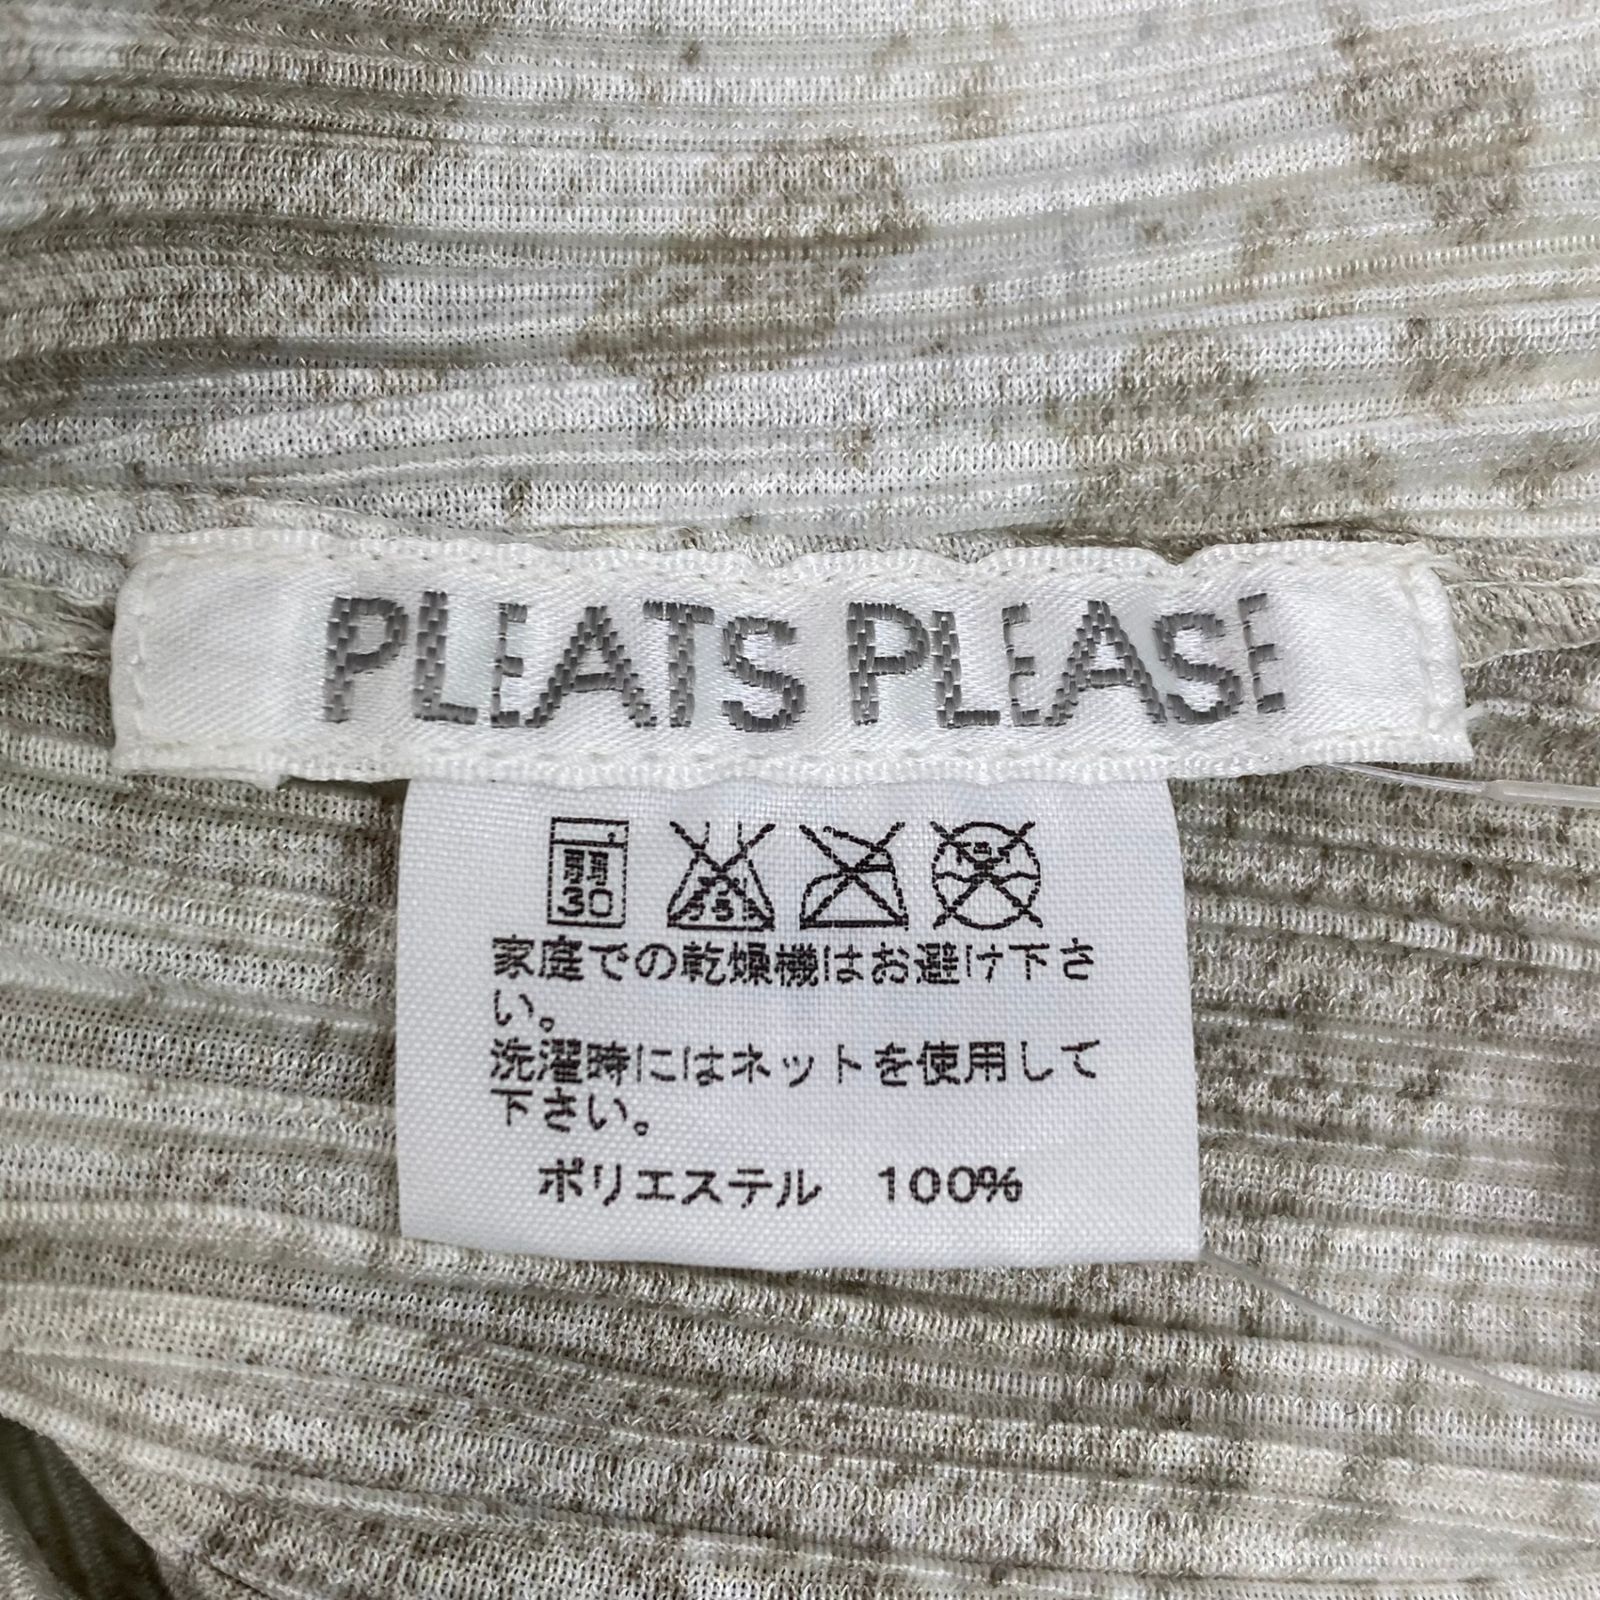 PLEATS PLEASE
弱
30
家庭での乾燥機はお避け下さ
い。
洗濯時にはネットを使用して
下さい。
ポリエステル 100%